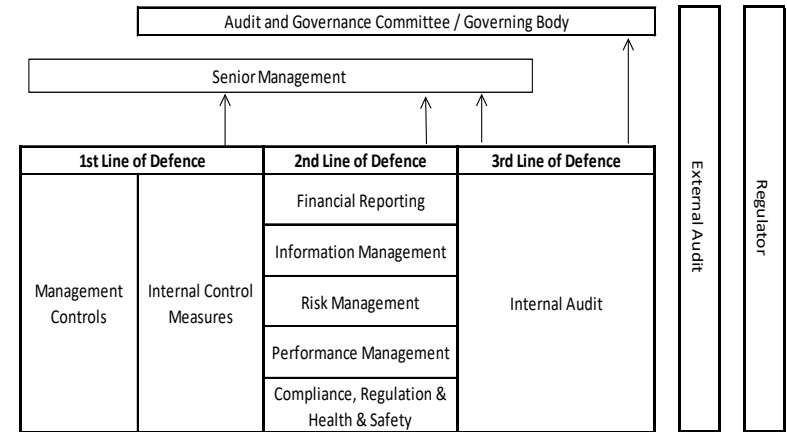 Audit and Governance Committee / Governing Body
Senior Management
1st Line of Defence
2nd Line of Defence
3rd Line of Defence
Management
Controls
Internal Control
Measures
Financial Reporting
Information Management
Risk Management
Performance Management
Compliance, Regulation &
Health & Safety
Internal Audit
External Audit
Regulator